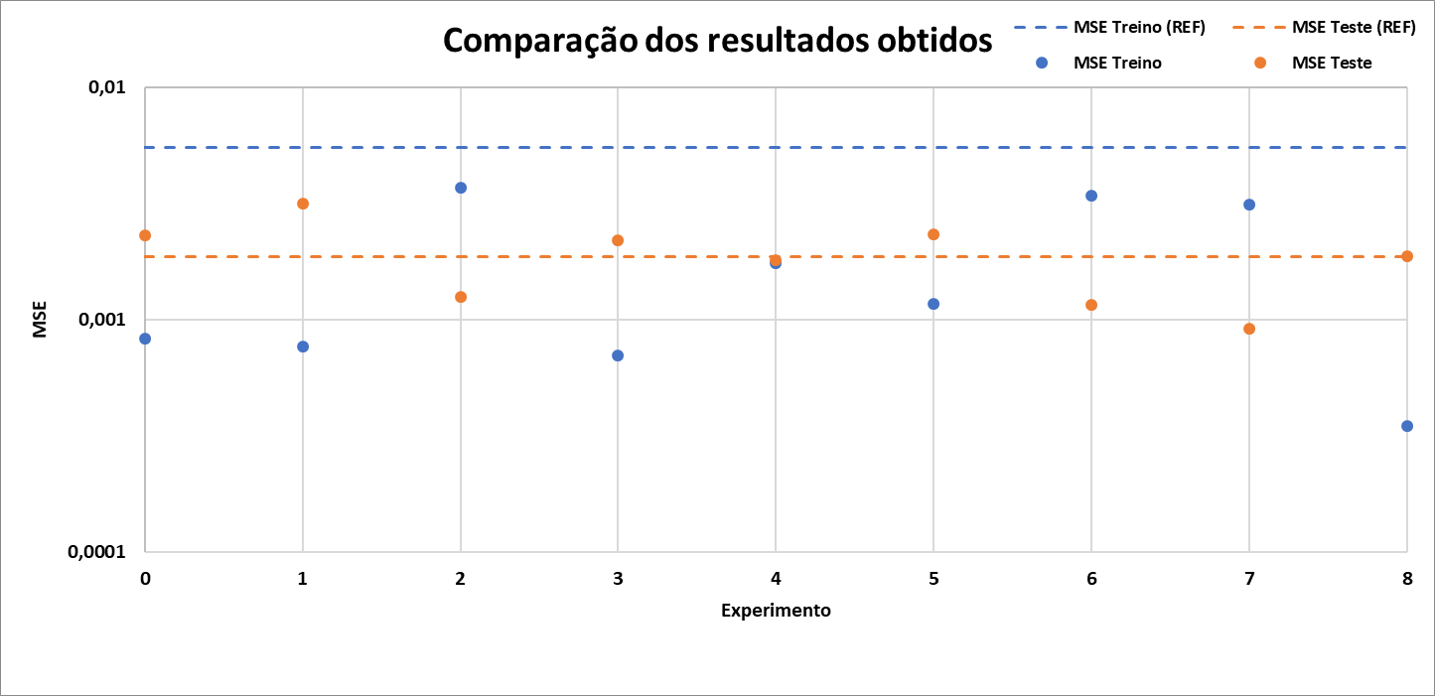 Comparação dos resultados obtidos
MSE Treino (REF) MSE Teste (REF)
MSE Treino MSE Teste
0,01
0,001
0,0001
MSE
0 1 2 3 4 5 6 7 8
Experimento